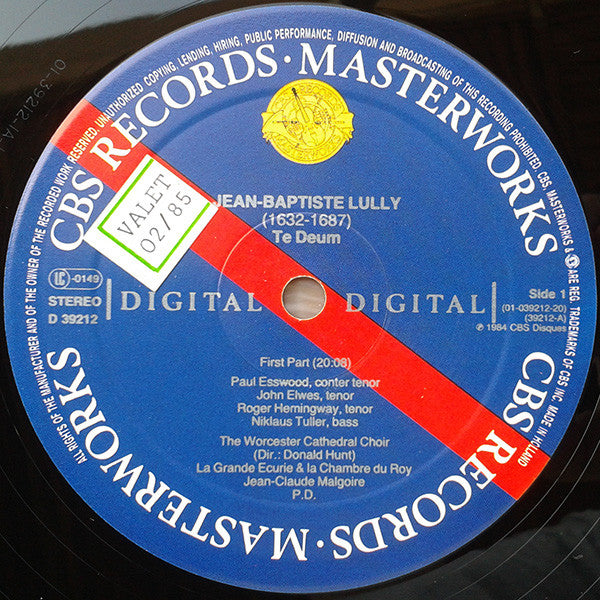 CBS RECORDS · MASTERWORKS
CBS RECORDS · MASTERWORKS
ALL RIGHTS OF THE MANUFACTURER AND OF THE OWNER OF THE RECORDED WORK RESERVED. UNAUTHORIZED COPYING, LENDING, HIRING, PUBLIC PERFORMANCE, DIFFUSION AND BROADCASTING OF THIS RECORDING PROHIBITED. CBS, MASTERWORKS & ARE REG. TRADEMARKS OF CBS INC. MADE IN HOLLAND
01-39212-1A
VALET
02/85
JEAN-BAPTISTE LULLY
(1632-1687)
Te Deum
LC-0149
STEREO
D 39212
DIGITAL DIGITAL
Side 1
(01-039212-20)
(39212-A)
℗ 1984 CBS Disques
First Part (20:08)
Paul Esswood, conter tenor
John Elwes, tenor
Roger Hemingway, tenor
Niklaus Tuller, bass
The Worcester Cathedral Choir
(Dir.: Donald Hunt)
La Grande Ecurie & la Chambre du Roy
Jean-Claude Malgoire
P.D.